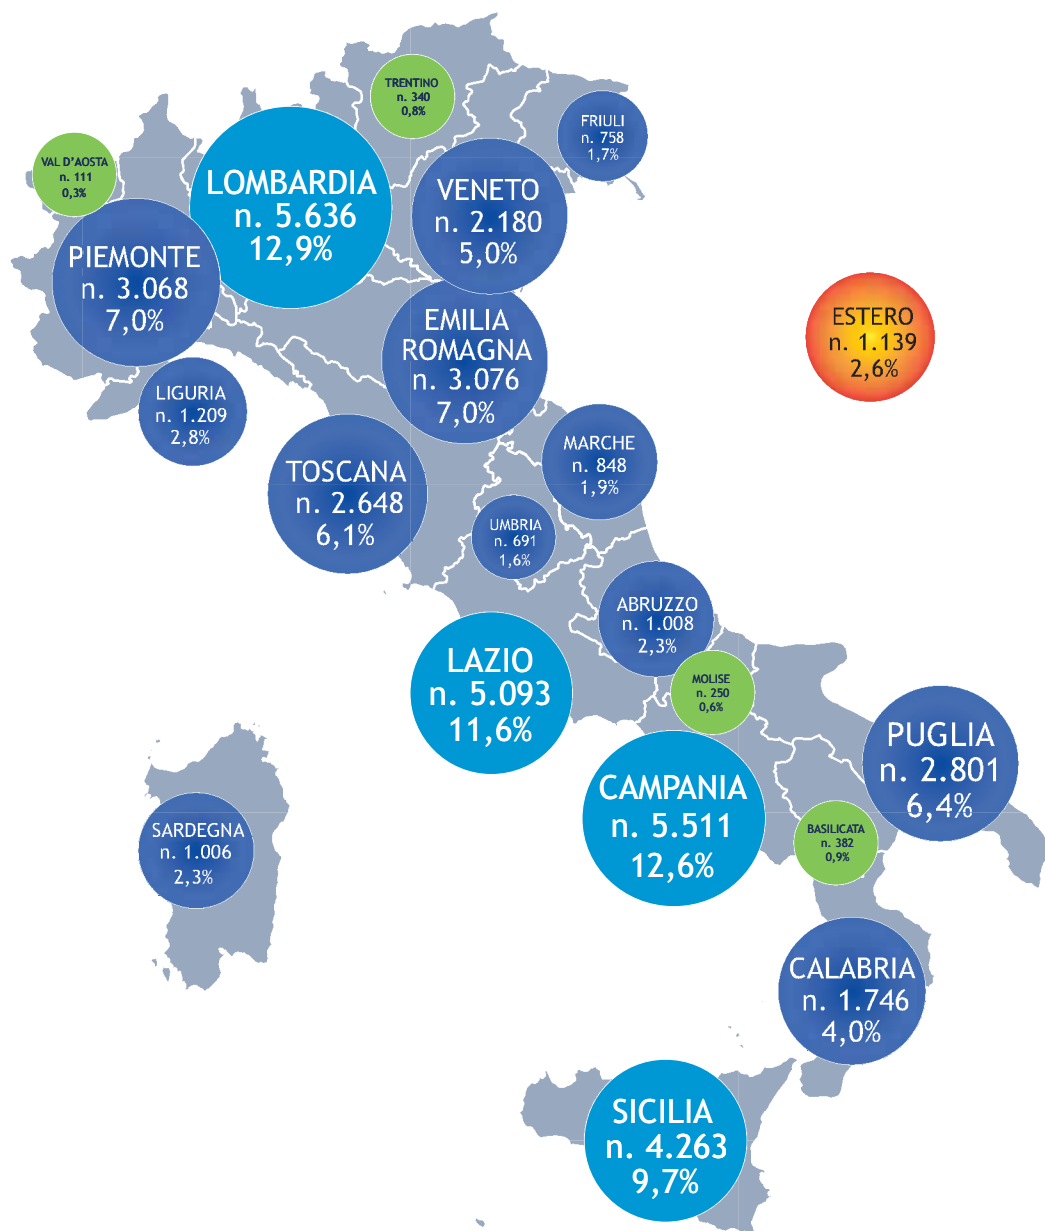 TRENTINO
n. 340
0,8%
FRIULI
n. 758
1,7%
VAL D'AOSTA
n. 111
0,3%
LOMBARDIA
n. 5.636
12,9%
VENETO
n. 2.180
5,0%
PIEMONTE
n. 3.068
7,0%
EMILIA
ROMAGNA
n. 3.076
7,0%
ESTERO
n. 1.139
2,6%
LIGURIA
n. 1.209
2,8%
MARCHE
n. 848
1,9%
TOSCANA
n. 2.648
6,1%
UMBRIA
n. 691
1,6%
ABRUZZO
n. 1.008
2,3%
LAZIO
n. 5.093
11,6%
MOLISE
n. 250
0,6%
PUGLIA
n. 2.801
6,4%
CAMPANIA
n. 5.511
12,6%
SARDEGNA
n. 1.006
2,3%
BASILICATA
n. 382
0,9%
CALABRIA
n. 1.746
4,0%
SICILIA
n. 4.263
9,7%